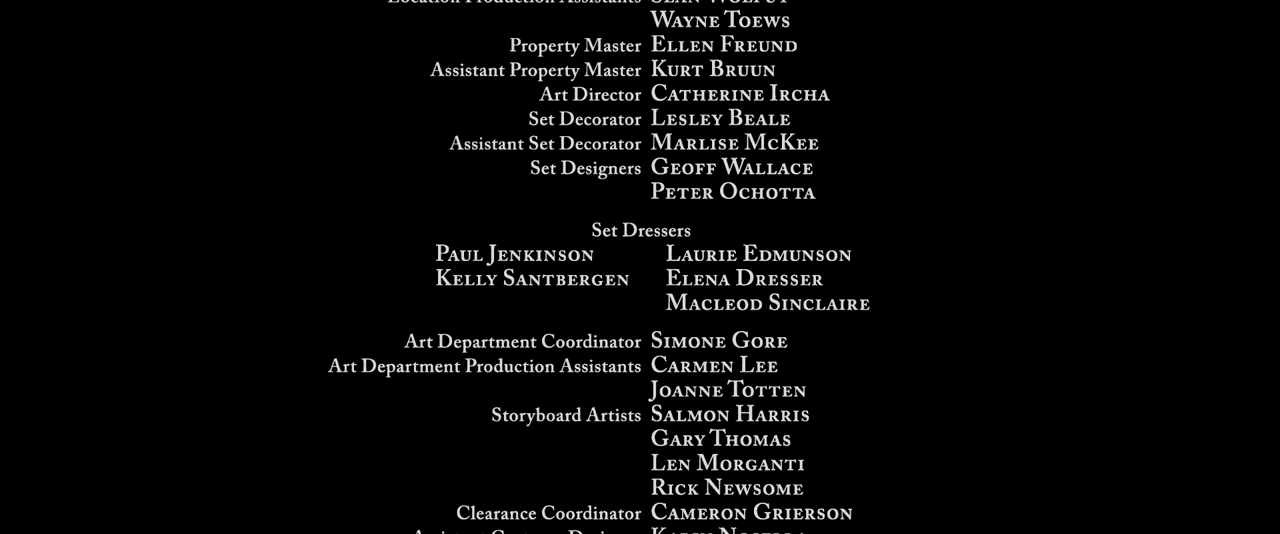 Wayne Toews
Property Master Ellen Freund
Assistant Property Master Kurt Bruun
Art Director Catherine Ircha
Set Decorator Lesley Beale
Assistant Set Decorator Marlise McKee
Set Designers Geoff Wallace
Peter Ochotta
Set Dressers
Paul Jenkinson Laurie Edmunson
Kelly Santbergen Elena Dresser
Macleod Sinclaire
Art Department Coordinator Simone Gore
Art Department Production Assistants Carmen Lee
Joanne Totten
Storyboard Artists Salmon Harris
Gary Thomas
Len Morganti
Rick Newsome
Clearance Coordinator Cameron Grierson